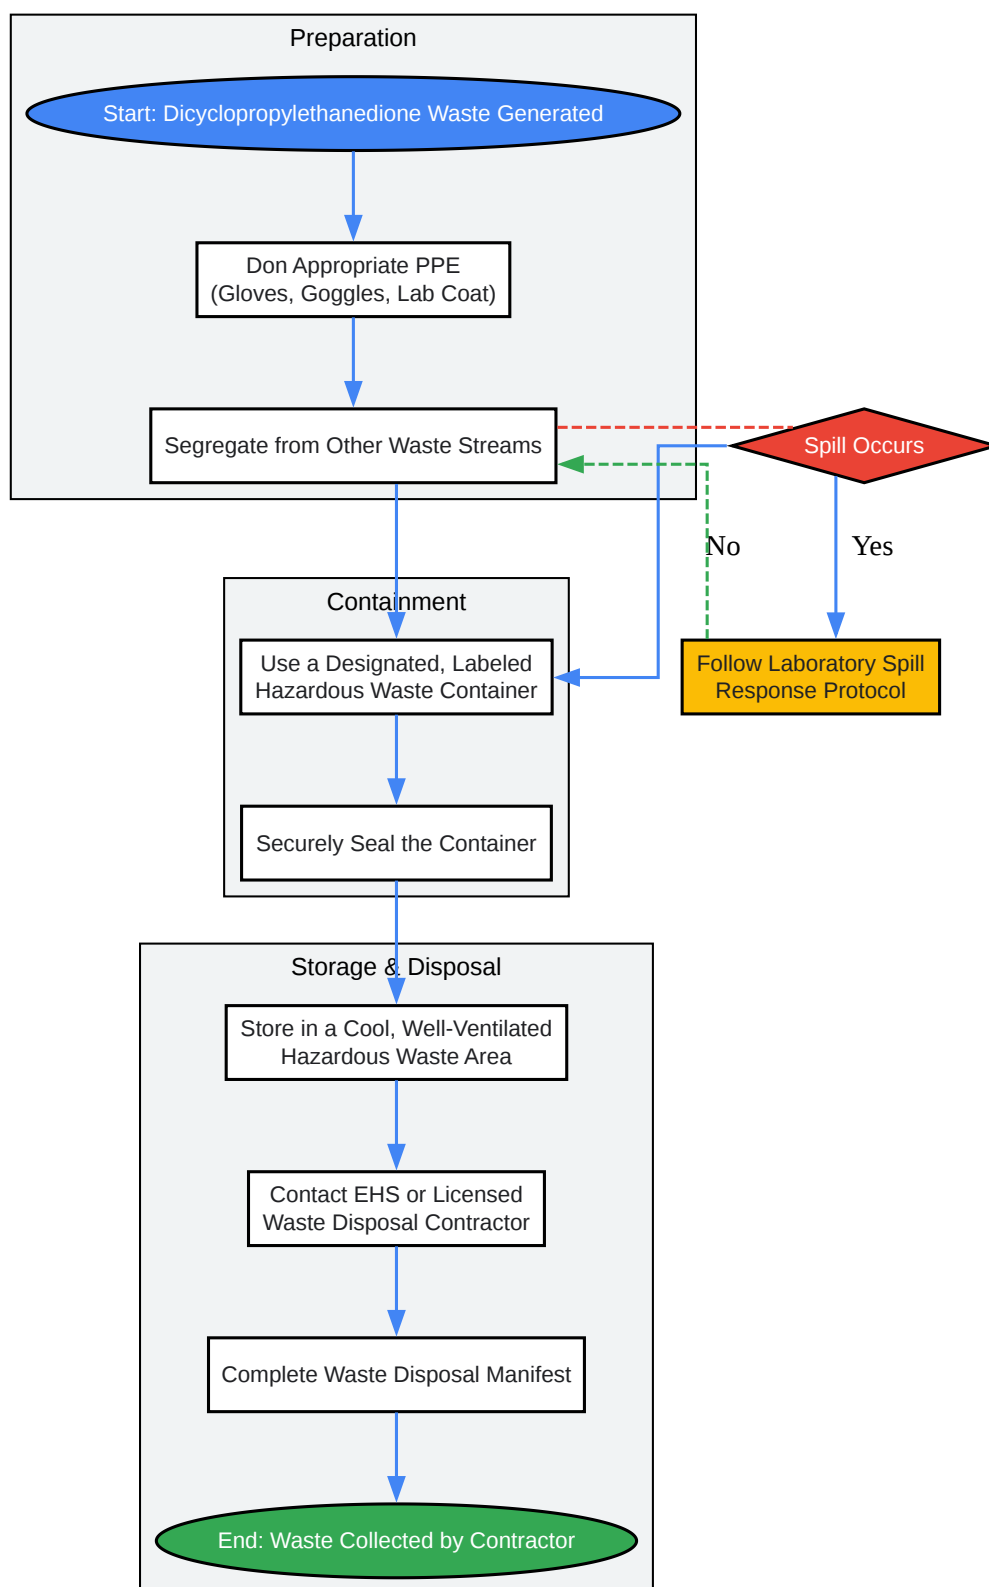 Preparation
Start: Dicyclopropylethanedione Waste Generated
Don Appropriate PPE
(Gloves, Goggles, Lab Coat)
Segregate from Other Waste Streams
Spill Occurs
No
Yes
Containment
Use a Designated, Labeled
Hazardous Waste Container
Follow Laboratory Spill
Response Protocol
Securely Seal the Container
Storage & Disposal
Store in a Cool, Well-Ventilated
Hazardous Waste Area
Contact EHS or Licensed
Waste Disposal Contractor
Complete Waste Disposal Manifest
End: Waste Collected by Contractor